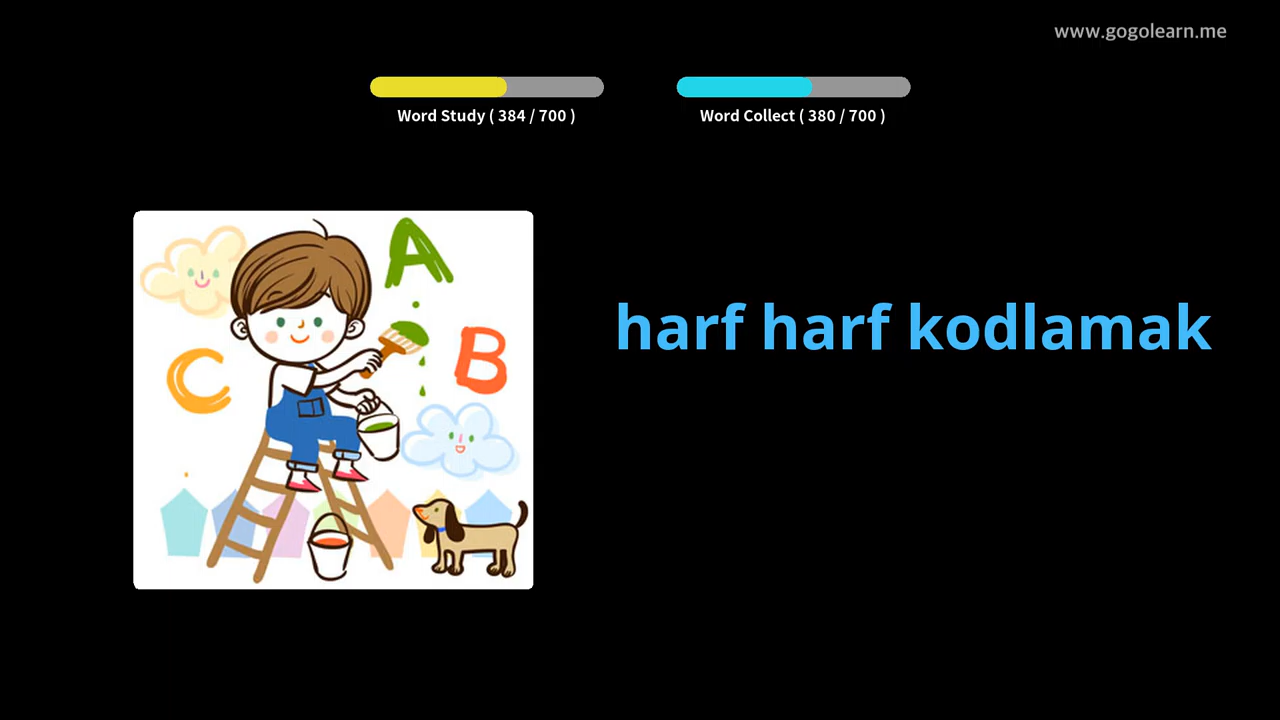 www.gogolearn.me
Word Study ( 384 / 700 )
Word Collect ( 380 / 700 )
A
B
C
harf harf kodlamak